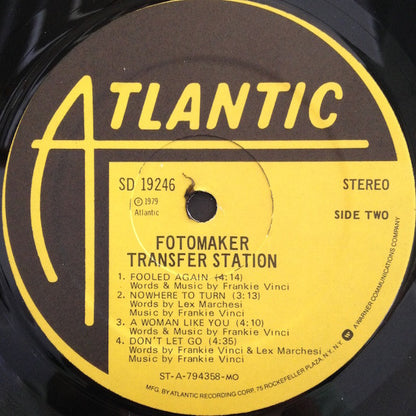 ATLANTIC
SD 19246
STEREO
Ⓟ© 1979
Atlantic
SIDE TWO
FOTOMAKER
TRANSFER STATION
1. FOOLED AGAIN (4:14)
Words & Music by Frankie Vinci
2. NOWHERE TO TURN (3:13)
Words by Lex Marchesi
Music by Frankie Vinci
3. A WOMAN LIKE YOU (4:10)
Words & Music by Frankie Vinci
4. DON'T LET GO (4:35)
Words by Frankie Vinci & Lex Marchesi
Music by Frankie Vinci
ST-A-794358-MO
MFG. BY ATLANTIC RECORDING CORP., 75 ROCKEFELLER PLAZA, N.Y., N.Y.
A WARNER COMMUNICATIONS COMPANY